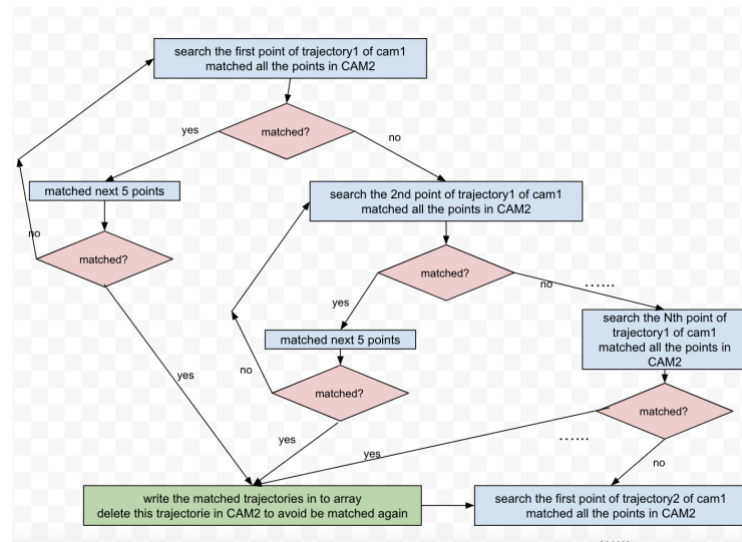 search the first point of trajectory1 of cam1
matched all the points in CAM2
yes
matched?
no
matched next 5 points
search the 2nd point of trajectory1 of cam1
matched all the points in CAM2
no
matched?
matched?
no
......
yes
search the Nth point of
trajectory1 of cam1
matched all the points in
CAM2
matched next 5 points
yes
no
matched?
matched?
yes
......
yes
no
write the matched trajectories in to array
delete this trajectorie in CAM2 to avoid be matched again
search the first point of trajectory2 of cam1
matched all the points in CAM2
......